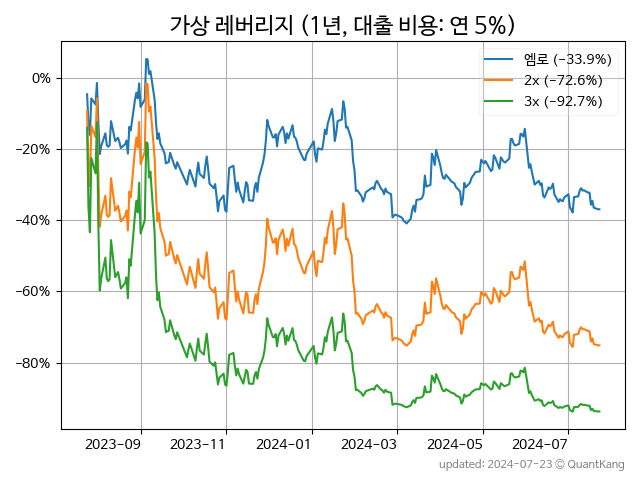 가상 레버리지 (1년, 대출 비용: 연 5%)
엠로 (−33.9%)
2x (−72.6%)
3x (−92.7%)
0%
−20%
−40%
−60%
−80%
2023-09 2023-11 2024-01 2024-03 2024-05 2024-07
updated: 2024-07-23 © QuantKang